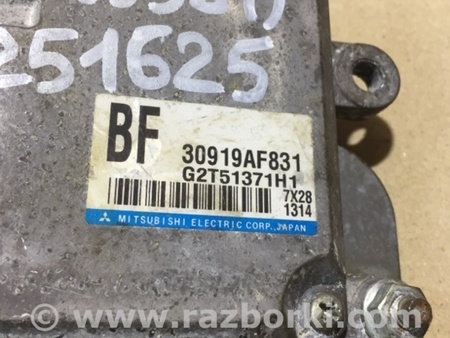 251625
BF
30919AF831
G2T51371H1
7X28
1314
MITSUBISHI ELECTRIC CORP., JAPAN
www.razborki.com